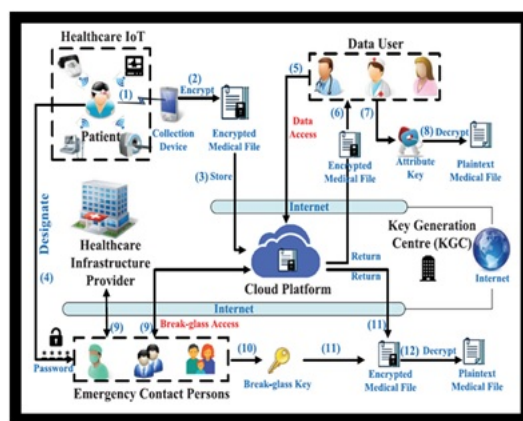 Healthcare IoT
Data User
(1)
(2)
Encrypt
Patient
Collection
Device
Encrypted
Medical File
(5)
Data
Access
(6)
(7)
Encrypted
Medical File
(8) Decrypt
Attribute
Key
Plaintext
Medical File
(3) Store
Internet
Designate
(4)
Healthcare
Infrastructure
Provider
Cloud Platform
Return
Return
Key Generation
Centre (KGC)
Internet
Internet
(9)
(9)
Break-glass Access
(11)
Password
(10)
Break-glass Key
(11)
(12) Decrypt
Encrypted
Medical File
Plaintext
Medical File
Emergency Contact Persons